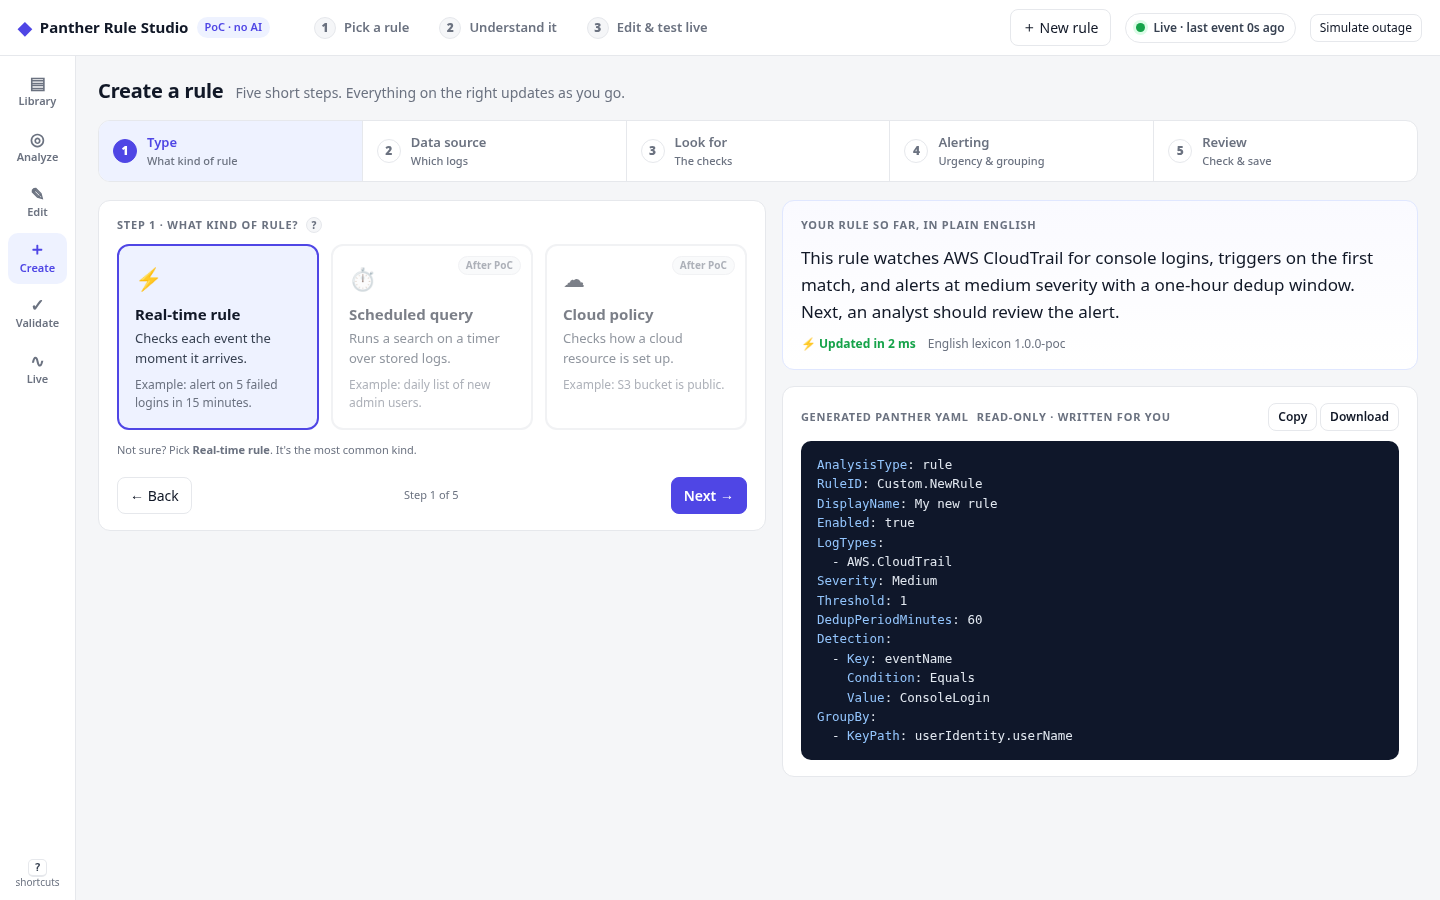 Panther Rule Studio PoC · no AI 1 Pick a rule 2 Understand it 3 Edit & test live + New rule Live · last event 0s ago Simulate outage
Library
Analyze
Edit
Create
Validate
Live
?
shortcuts
Create a rule Five short steps. Everything on the right updates as you go.
1 Type
What kind of rule
2 Data source
Which logs
3 Look for
The checks
4 Alerting
Urgency & grouping
5 Review
Check & save
STEP 1 · WHAT KIND OF RULE? ?
Real-time rule
Checks each event the
moment it arrives.
Example: alert on 5 failed
logins in 15 minutes.
After PoC
Scheduled query
Runs a search on a timer
over stored logs.
Example: daily list of new
admin users.
After PoC
Cloud policy
Checks how a cloud
resource is set up.
Example: S3 bucket is public.
Not sure? Pick Real-time rule. It's the most common kind.
← Back Step 1 of 5 Next →
YOUR RULE SO FAR, IN PLAIN ENGLISH
This rule watches AWS CloudTrail for console logins, triggers on the first
match, and alerts at medium severity with a one-hour dedup window.
Next, an analyst should review the alert.
⚡ Updated in 2 ms English lexicon 1.0.0-poc
GENERATED PANTHER YAML READ-ONLY · WRITTEN FOR YOU Copy Download
AnalysisType: rule
RuleID: Custom.NewRule
DisplayName: My new rule
Enabled: true
LogTypes:
  - AWS.CloudTrail
Severity: Medium
Threshold: 1
DedupPeriodMinutes: 60
Detection:
  - Key: eventName
    Condition: Equals
    Value: ConsoleLogin
GroupBy:
  - KeyPath: userIdentity.userName